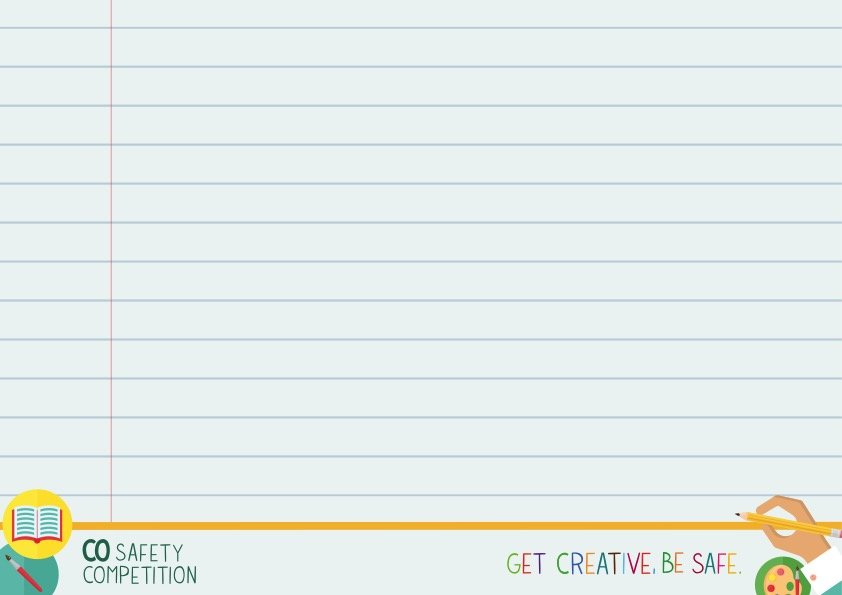 CO SAFETY
COMPETITION
GET CREATIVE. BE SAFE.